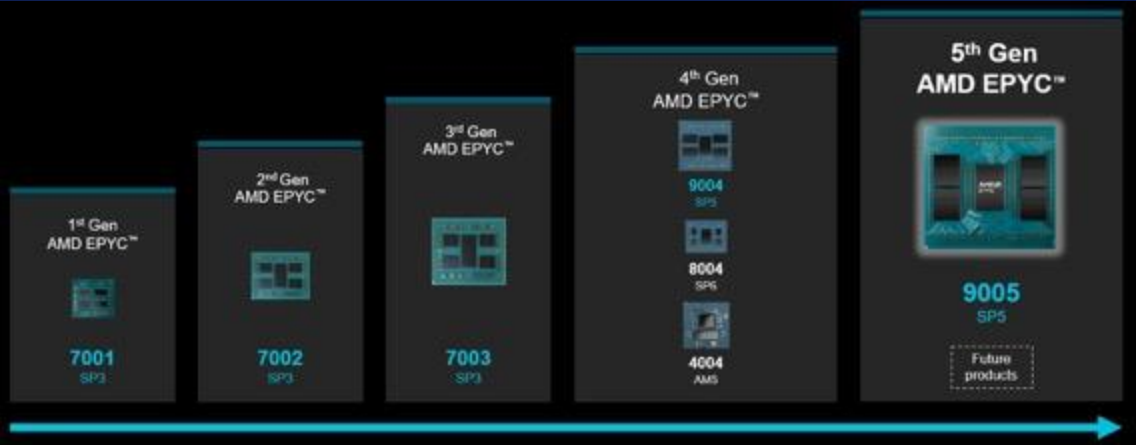 1st Gen
AMD EPYC™
7001
SP3
2nd Gen
AMD EPYC™
7002
SP3
3rd Gen
AMD EPYC™
7003
SP3
4th Gen
AMD EPYC™
9004
SP5
8004
SP6
4004
AM5
5th Gen
AMD EPYC™
AMD
9005
SP5
Future
products